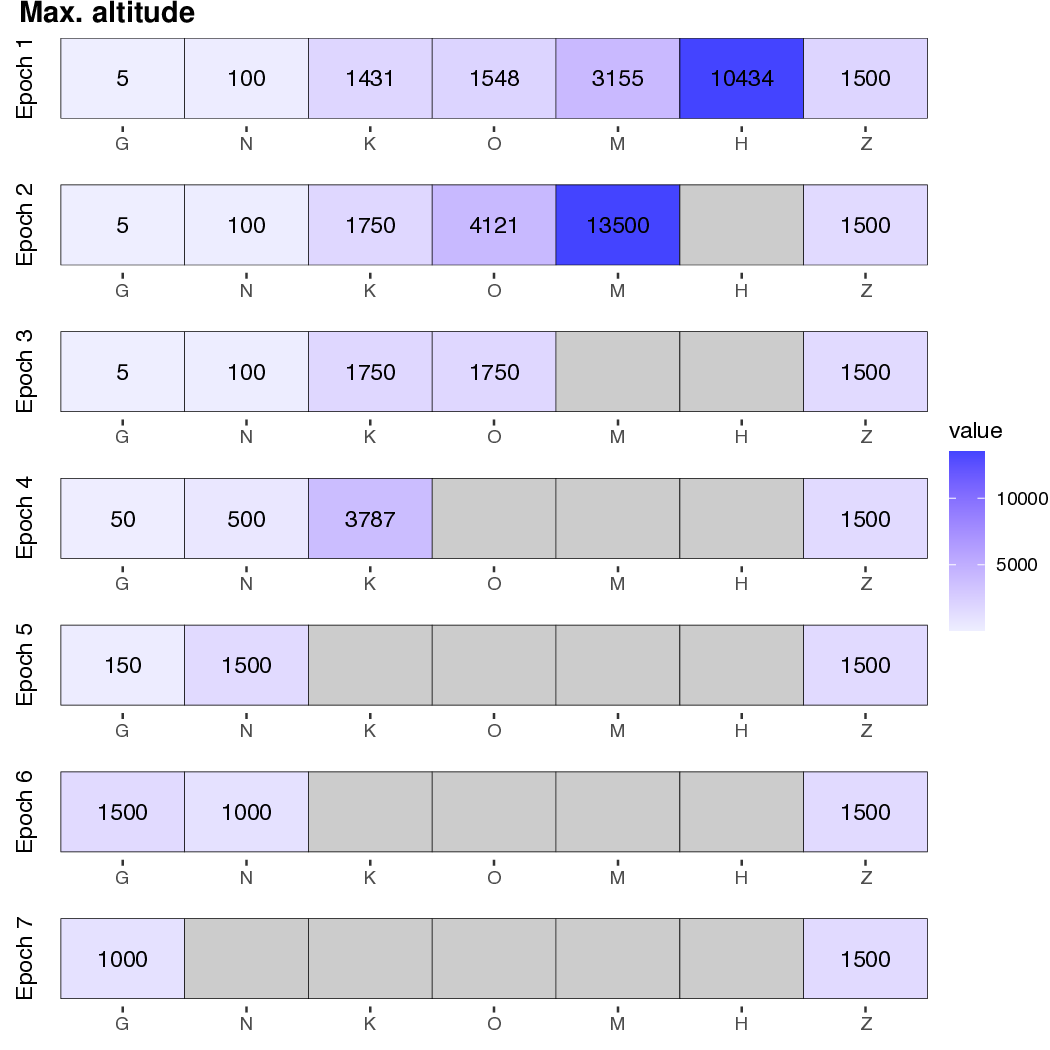 Max. altitude
Epoch 1
5 100 1431 1548 3155 10434 1500
G N K O M H Z
Epoch 2
5 100 1750 4121 13500 1500
G N K O M H Z
Epoch 3
5 100 1750 1750 1500
G N K O M H Z
value
10000
5000
Epoch 4
50 500 3787 1500
G N K O M H Z
Epoch 5
150 1500 1500
G N K O M H Z
Epoch 6
1500 1000 1500
G N K O M H Z
Epoch 7
1000 1500
G N K O M H Z